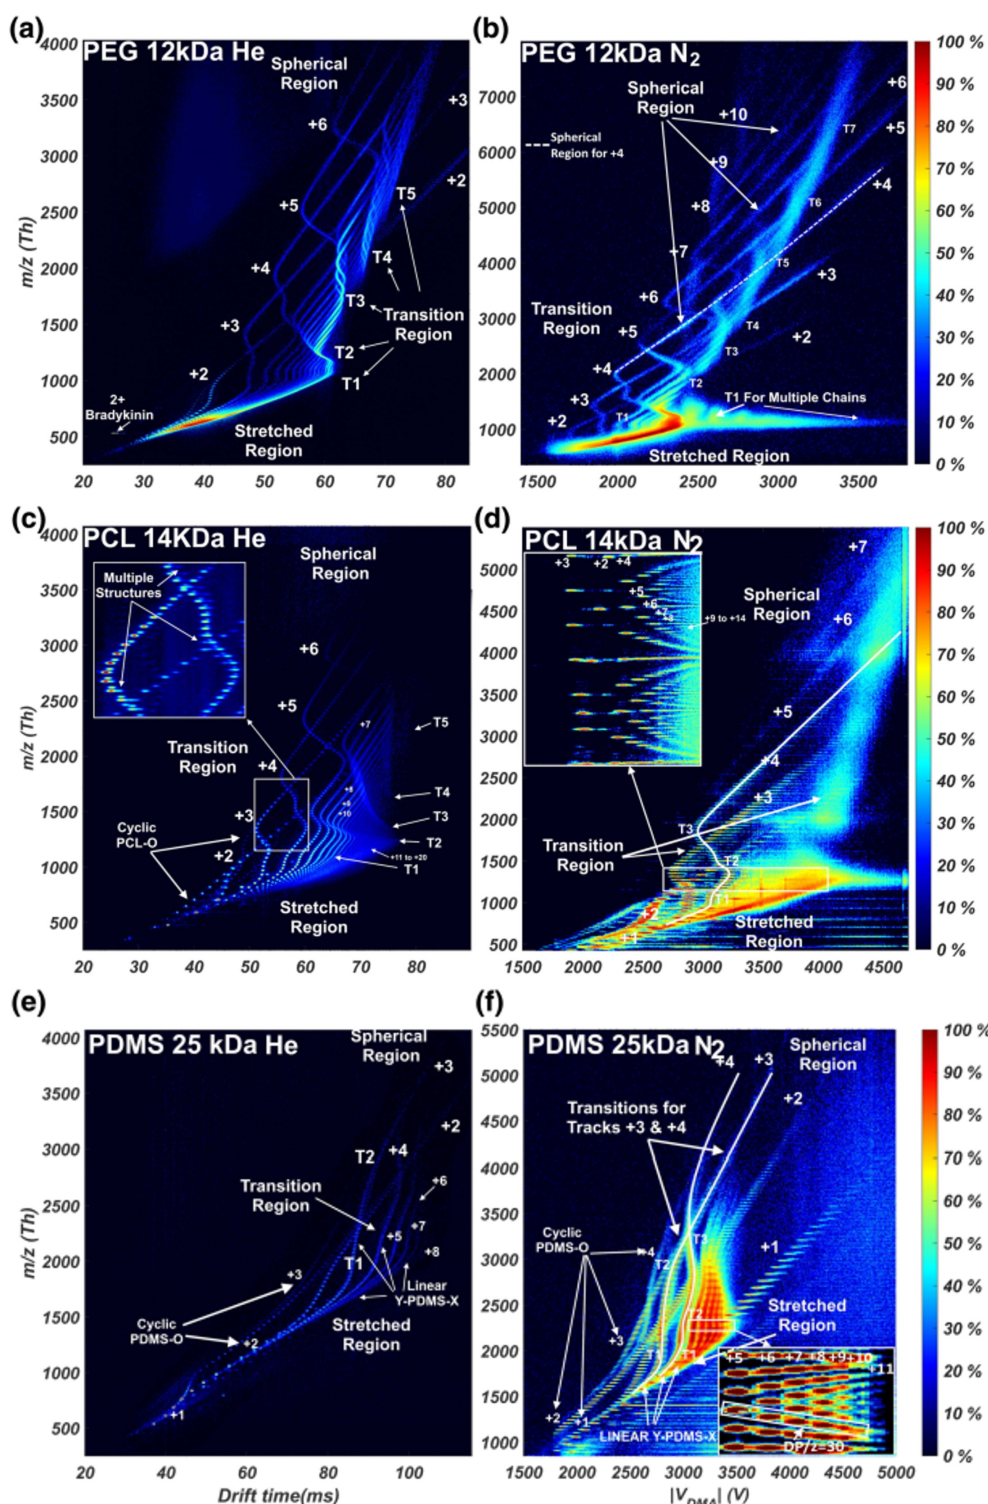 (a)
PEG 12kDa He
Spherical
Region
+3
+6
+2
+5
T5
+4
T4
+3
T3
Transition
Region
T2
+2
T1
2+
Bradykinin
Stretched
Region
m/z (Th)
4000
3500
3000
2500
2000
1500
1000
500
20 30 40 50 60 70 80
(b)
PEG 12kDa N2
Spherical
Region
+6
+10
+5
T7
Spherical
Region for +4
+9
+4
+8
T6
+7
T5
+3
+6
Transition
Region
+5
T4
+2
T3
+4
T2
+3
T1 For Multiple Chains
+2
T1
Stretched Region
7000
6000
5000
4000
3000
2000
1000
1500 2000 2500 3000 3500
100 %
90 %
80 %
70 %
60 %
50 %
40 %
30 %
20 %
10 %
0 %
(c)
PCL 14KDa He
Spherical
Region
Multiple
Structures
+6
+5
+7
T5
Transition
Region
+4
+8
T4
+9
+10
+3
T3
Cyclic
PCL-O
T2
+2
+11 to +20
T1
Stretched
Region
m/z (Th)
4000
3500
3000
2500
2000
1500
1000
500
20 30 40 50 60 70 80
(d)
PCL 14kDa N2
+7
+3 +2 +4
+5
+6
+7
+9 to +14
Spherical
Region
+6
+5
+4
+3
T3
Transition
Region
T2
T1
+2
+1
Stretched
Region
5000
4500
4000
3500
3000
2500
2000
1500
1000
500
1500 2000 2500 3000 3500 4000 4500
100 %
90 %
80 %
70 %
60 %
50 %
40 %
30 %
20 %
10 %
0 %
(e)
PDMS 25 kDa He
Spherical
Region
+3
+2
T2
+4
+6
Transition
Region
+7
+5
+8
T1
+3
Linear
Y-PDMS-X
Cyclic
PDMS-O
+2
Stretched
Region
+1
m/z (Th)
4000
3500
3000
2500
2000
1500
1000
500
40 60 80 100
Drift time(ms)
(f)
PDMS 25kDa N2
+4
+3
Spherical
Region
+2
Transitions for
Tracks +3 & +4
Cyclic
PDMS-O
+4
T3
+1
T2
Stretched
Region
T2
+3
T1
T1
+2
+1
LINEAR Y-PDMS-X
+5 +6 +7 +8 +9 +10
+11
DP/z=30
5500
5000
4500
4000
3500
3000
2500
2000
1500
1000
1500 2000 2500 3000 3500 4000 4500 5000
|VDMA| (V)
100 %
90 %
80 %
70 %
60 %
50 %
40 %
30 %
20 %
10 %
0 %